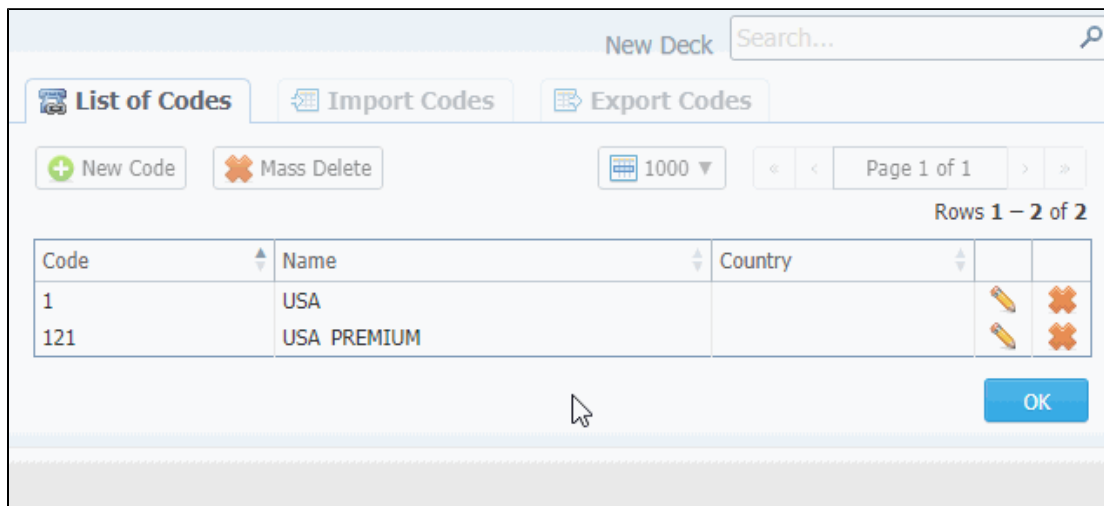 New Deck Search...
List of Codes Import Codes Export Codes
New Code Mass Delete 1000 ▼ « < Page 1 of 1 > »
Rows 1 – 2 of 2
Code Name Country
1 USA
121 USA PREMIUM
OK